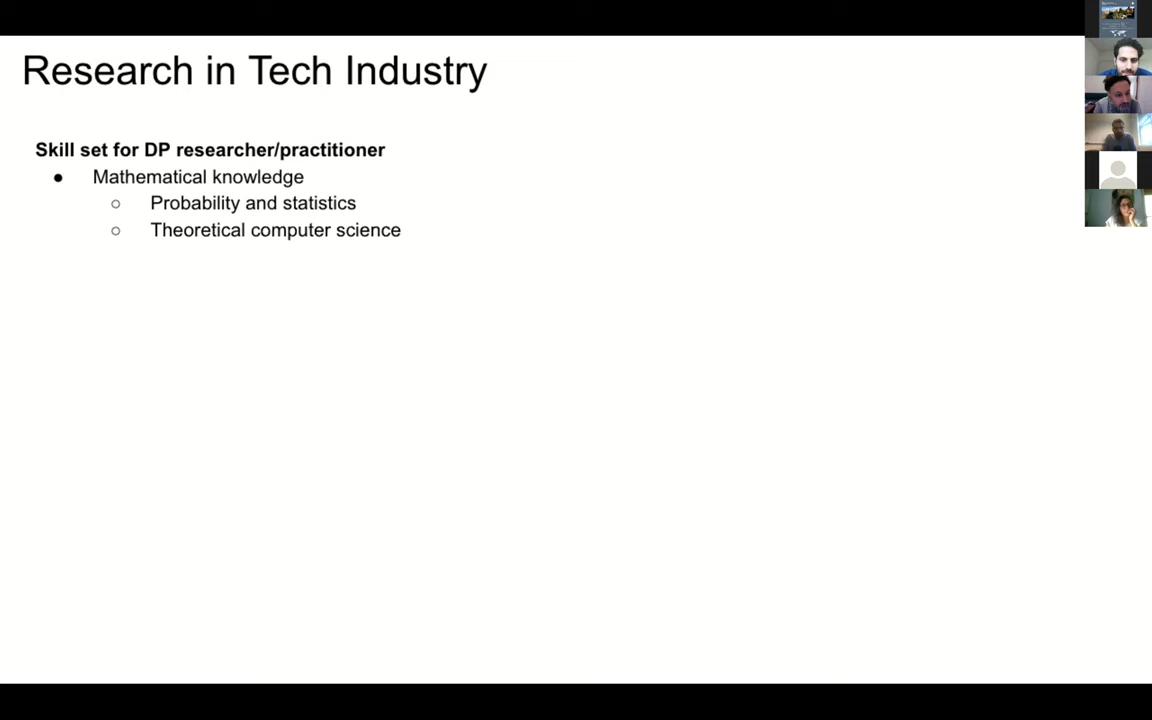 Research in Tech Industry
Skill set for DP researcher/practitioner
● Mathematical knowledge
○ Probability and statistics
○ Theoretical computer science